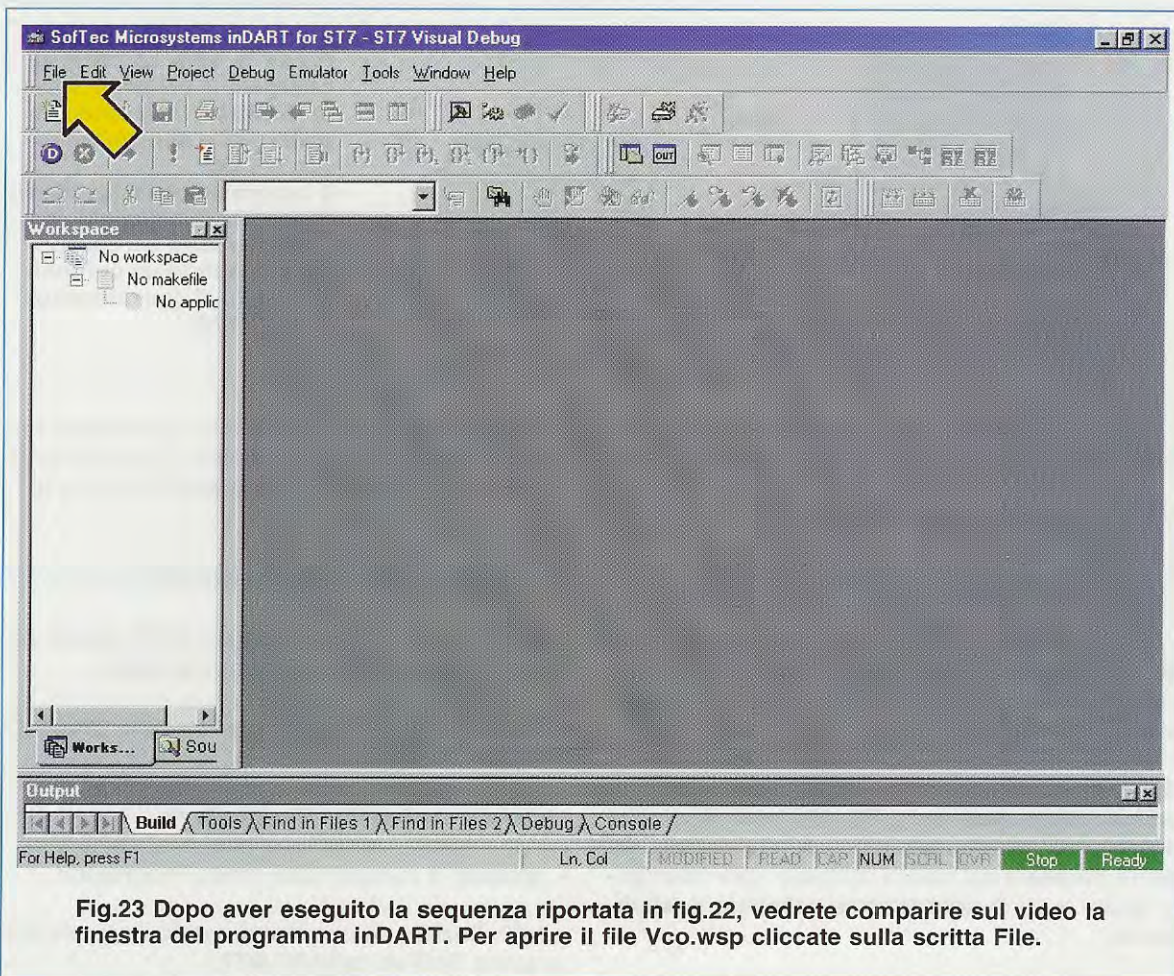 SofTec Microsystems inDART for ST7 - ST7 Visual Debug
File Edit View Project Debug Emulator Tools Window Help
D
OUT
Workspace
No workspace
No makefile
No applic
Works... Sou
Output
Build Tools Find in Files 1 Find in Files 2 Debug Console
For Help, press F1 Ln, Col MODIFIED READ CAP NUM SCRL OVR Stop Ready
Fig.23 Dopo aver eseguito la sequenza riportata in fig.22, vedrete comparire sul video la
finestra del programma inDART. Per aprire il file Vco.wsp cliccate sulla scritta File.